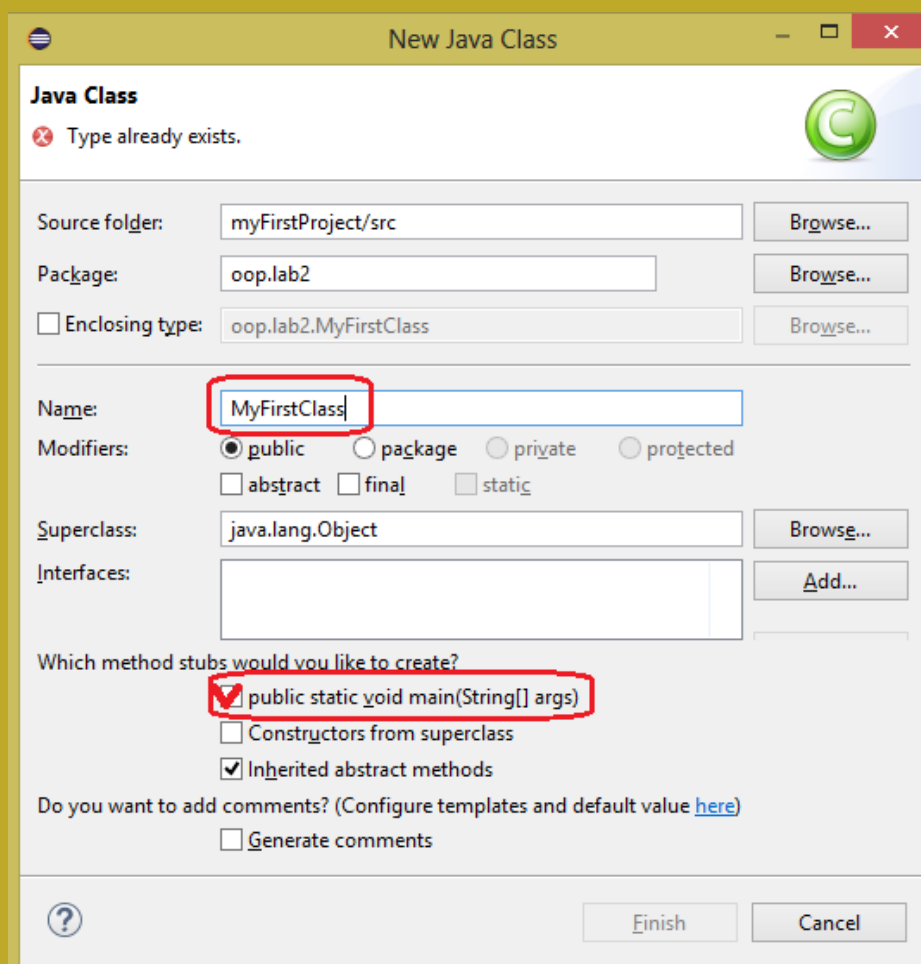 New Java Class
Java Class
Type already exists.
Source folder: myFirstProject/src Browse...
Package: oop.lab2 Browse...
Enclosing type: oop.lab2.MyFirstClass Browse...
Name: MyFirstClass
Modifiers: public package private protected
abstract final static
Superclass: java.lang.Object Browse...
Interfaces: Add...
Which method stubs would you like to create?
public static void main(String[] args)
Constructors from superclass
Inherited abstract methods
Do you want to add comments? (Configure templates and default value here)
Generate comments
? Finish Cancel